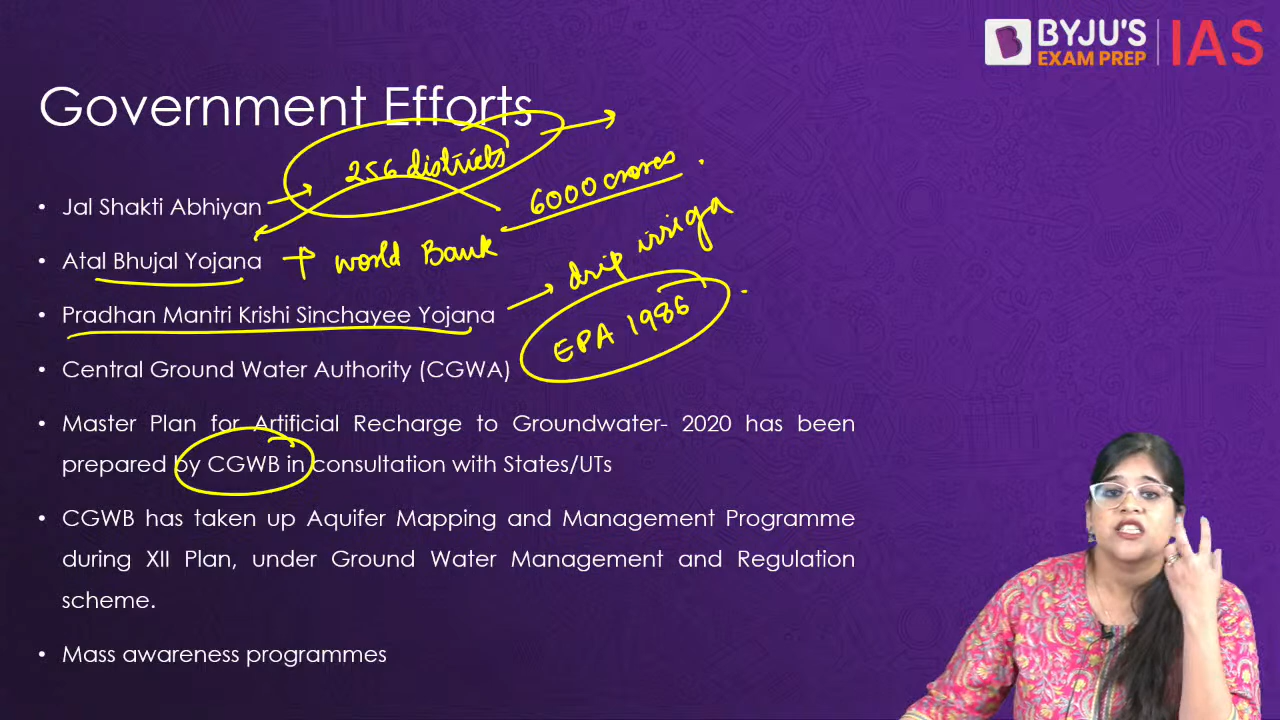 BYJU'S
EXAM PREP
IAS
Government Efforts
256 districts
6000 crores
• Jal Shakti Abhiyan
• Atal Bhujal Yojana
World Bank
drip irriga
• Pradhan Mantri Krishi Sinchayee Yojana
EPA 1986
• Central Ground Water Authority (CGWA)
• Master Plan for Artificial Recharge to Groundwater- 2020 has been
prepared by CGWB in consultation with States/UTs
• CGWB has taken up Aquifer Mapping and Management Programme
during XII Plan, under Ground Water Management and Regulation
scheme.
• Mass awareness programmes